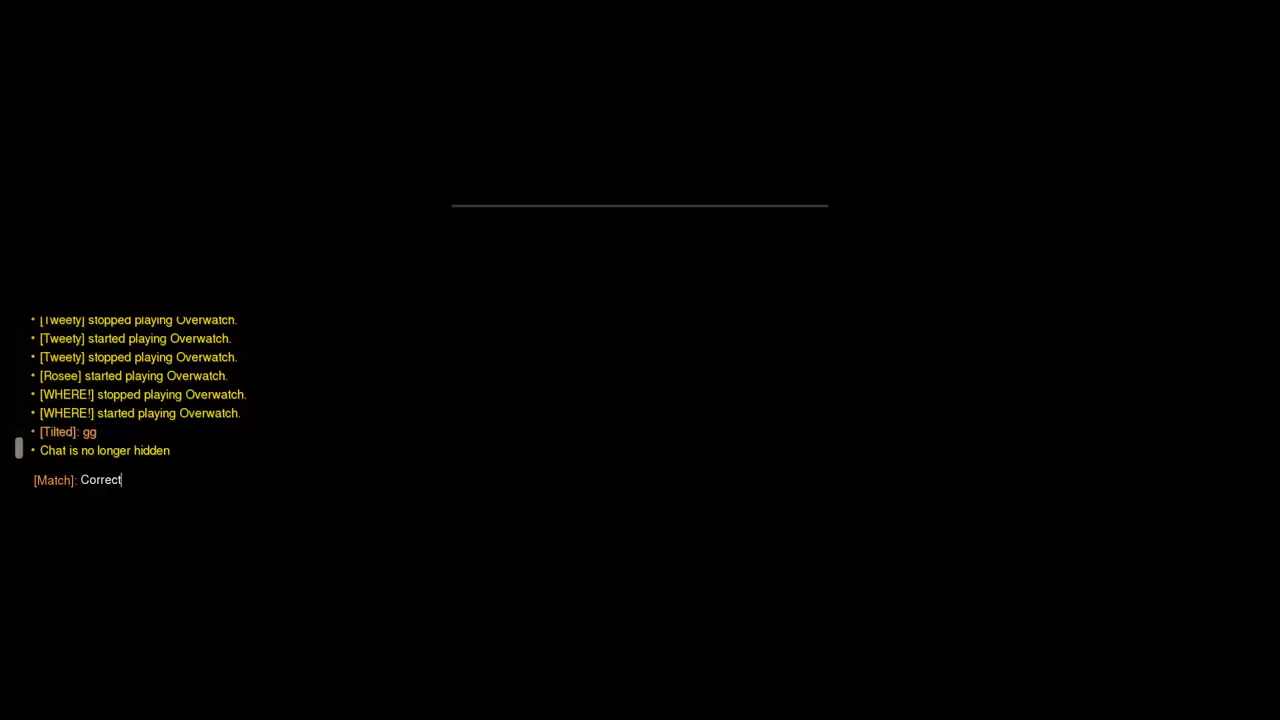 • [Tweety] stopped playing Overwatch.
• [Tweety] started playing Overwatch.
• [Tweety] stopped playing Overwatch.
• [Rosee] started playing Overwatch.
• [WHERE!] stopped playing Overwatch.
• [WHERE!] started playing Overwatch.
• [Tilted]: gg
• Chat is no longer hidden
[Match]: Correct